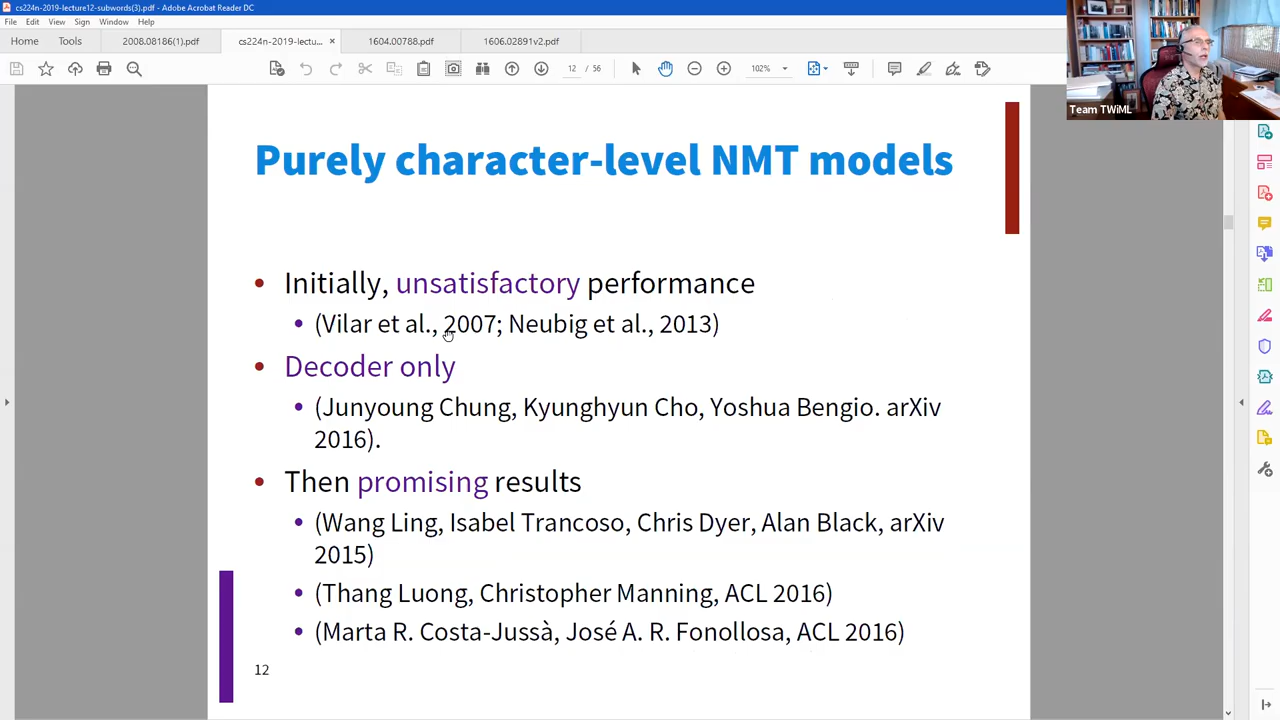 cs224n-2019-lecture12-subwords(3).pdf - Adobe Acrobat Reader DC
File Edit View Sign Window Help
Home Tools 2008.08186(1).pdf cs224n-2019-lectu... × 1604.00788.pdf 1606.02891v2.pdf
12 / 56 102%
Team TWiML
Purely character-level NMT models
• Initially, unsatisfactory performance
• (Vilar et al., 2007; Neubig et al., 2013)
• Decoder only
• (Junyoung Chung, Kyunghyun Cho, Yoshua Bengio. arXiv
2016).
• Then promising results
• (Wang Ling, Isabel Trancoso, Chris Dyer, Alan Black, arXiv
2015)
• (Thang Luong, Christopher Manning, ACL 2016)
• (Marta R. Costa-Jussà, José A. R. Fonollosa, ACL 2016)
12